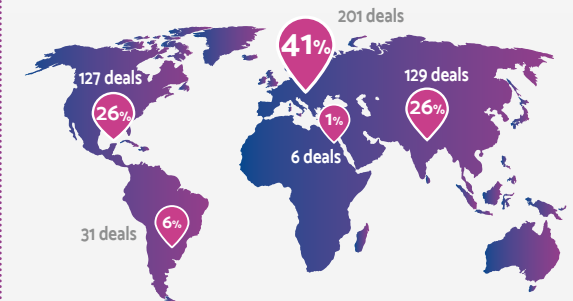 201 deals
41%
127 deals
26%
129 deals
26%
1%
6 deals
6%
31 deals